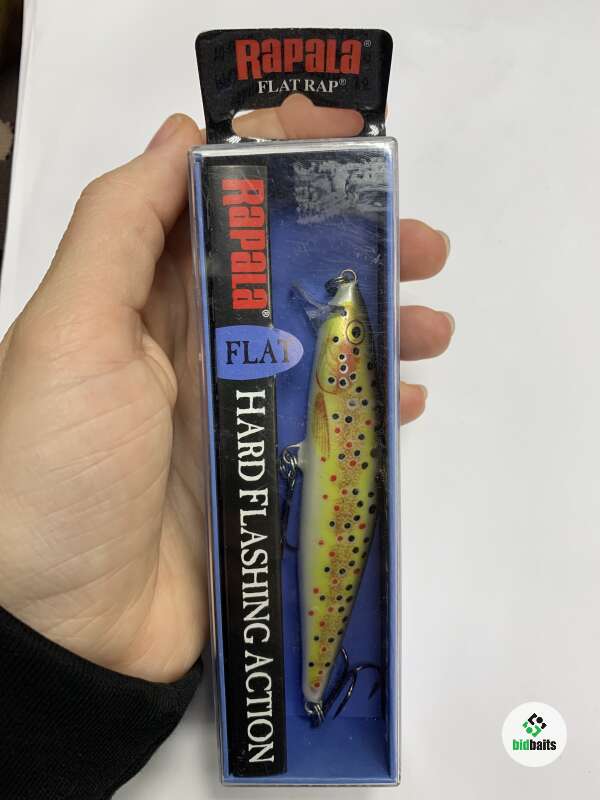 RAPALA®
FLAT RAP®
RAPALA®
FLAT
HARD FLASHING ACTION
bidbaits